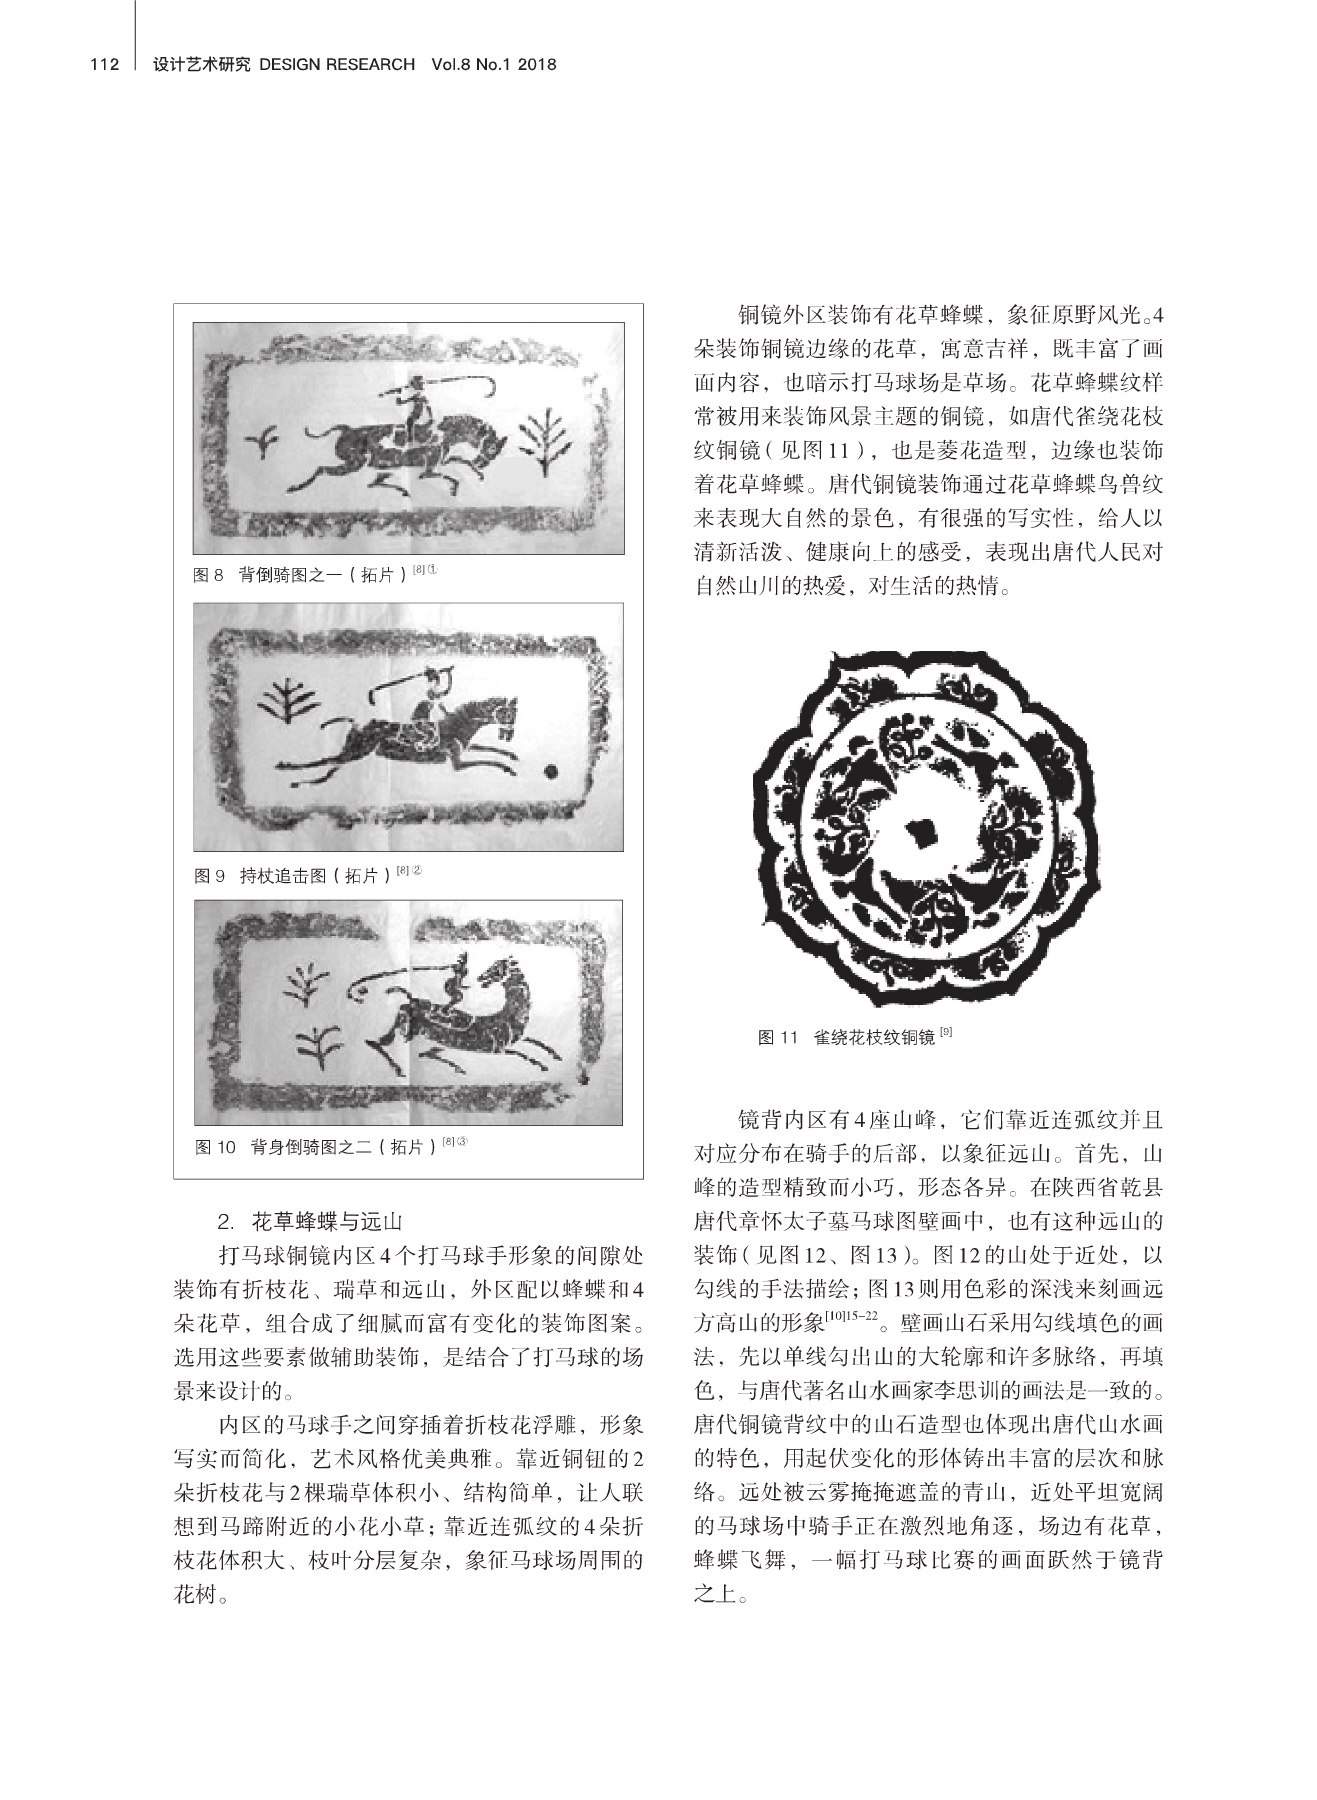 112 设计艺术研究 DESIGN RESEARCH Vol.8 No.1 2018
图 8 背倒骑图之一（拓片）[8]①
图 9 持杖追击图（拓片）[8]②
图 10 背身倒骑图之二（拓片）[8]③
2. 花草蜂蝶与远山
打马球铜镜内区4个打马球手形象的间隙处
装饰有折枝花、瑞草和远山，外区配以蜂蝶和4
朵花草，组合成了细腻而富有变化的装饰图案。
选用这些要素做辅助装饰，是结合了打马球的场
景来设计的。
内区的马球手之间穿插着折枝花浮雕，形象
写实而简化，艺术风格优美典雅。靠近铜钮的2
朵折枝花与2棵瑞草体积小、结构简单，让人联
想到马蹄附近的小花小草；靠近连弧纹的4朵折
枝花体积大、枝叶分层复杂，象征马球场周围的
花树。
铜镜外区装饰有花草蜂蝶，象征原野风光。4
朵装饰铜镜边缘的花草，寓意吉祥，既丰富了画
面内容，也暗示打马球场是草场。花草蜂蝶纹样
常被用来装饰风景主题的铜镜，如唐代雀绕花枝
纹铜镜（见图11），也是菱花造型，边缘也装饰
着花草蜂蝶。唐代铜镜装饰通过花草蜂蝶鸟兽纹
来表现大自然的景色，有很强的写实性，给人以
清新活泼、健康向上的感受，表现出唐代人民对
自然山川的热爱，对生活的热情。
图 11 雀绕花枝纹铜镜 [9]
镜背内区有4座山峰，它们靠近连弧纹并且
对应分布在骑手的后部，以象征远山。首先，山
峰的造型精致而小巧，形态各异。在陕西省乾县
唐代章怀太子墓马球图壁画中，也有这种远山的
装饰（见图12、图13）。图12的山处于近处，以
勾线的手法描绘；图13则用色彩的深浅来刻画远
方高山的形象[10]15-22。壁画山石采用勾线填色的画
法，先以单线勾出山的大轮廓和许多脉络，再填
色，与唐代著名山水画家李思训的画法是一致的。
唐代铜镜背纹中的山石造型也体现出唐代山水画
的特色，用起伏变化的形体铸出丰富的层次和脉
络。远处被云雾掩掩遮盖的青山，近处平坦宽阔
的马球场中骑手正在激烈地角逐，场边有花草，
蜂蝶飞舞，一幅打马球比赛的画面跃然于镜背
之上。